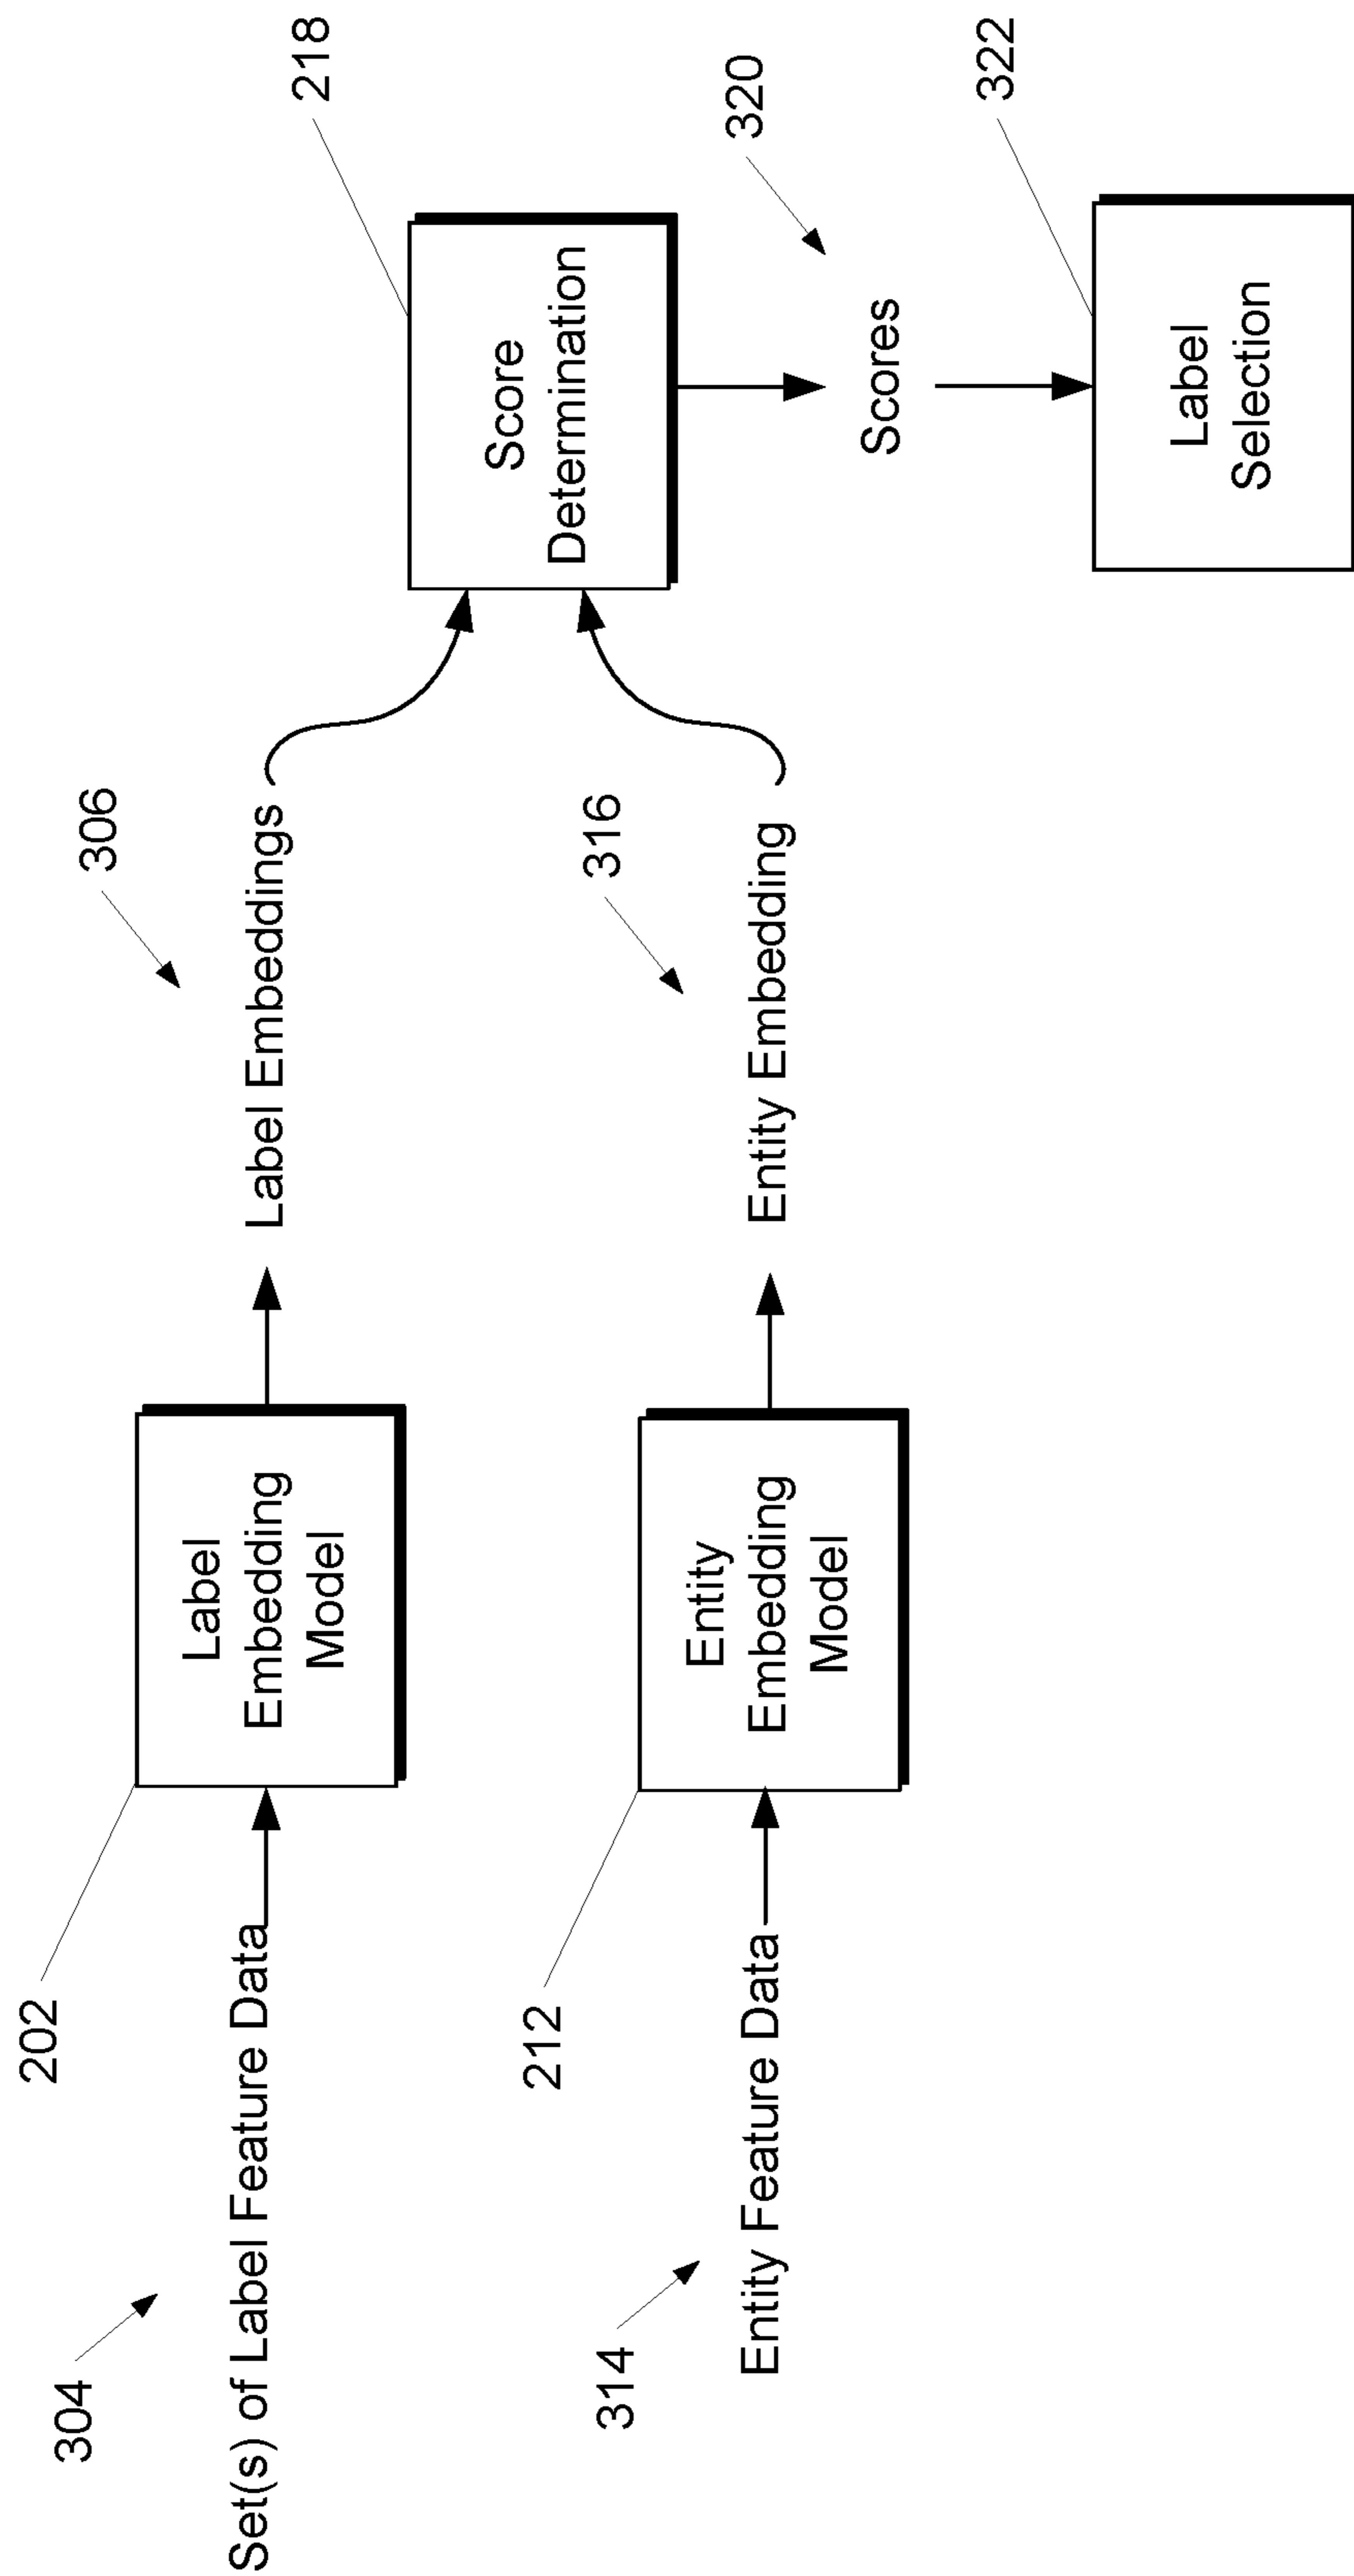 304
Set(s) of Label Feature Data
202
Label
Embedding
Model
306
Label Embeddings
218
Score
Determination
314
Entity Feature Data
212
Entity
Embedding
Model
316
Entity Embedding
320
Scores
322
Label
Selection